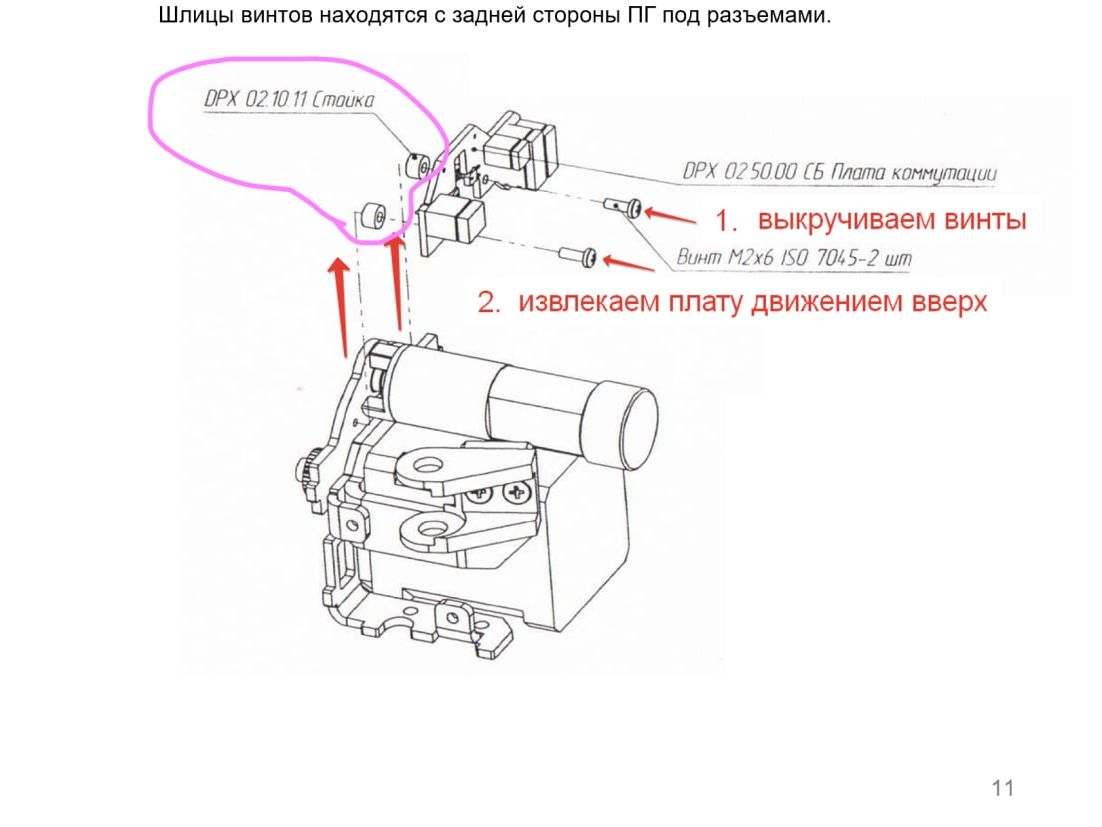 Шлицы винтов находятся с задней стороны ПГ под разъемами.
DPX 02.10.11 Стойка
DPX 02.50.00 СБ Плата коммутации
1. выкручиваем винты
Винт М2х6 ISO 7045-2 шт
2. извлекаем плату движением вверх
11